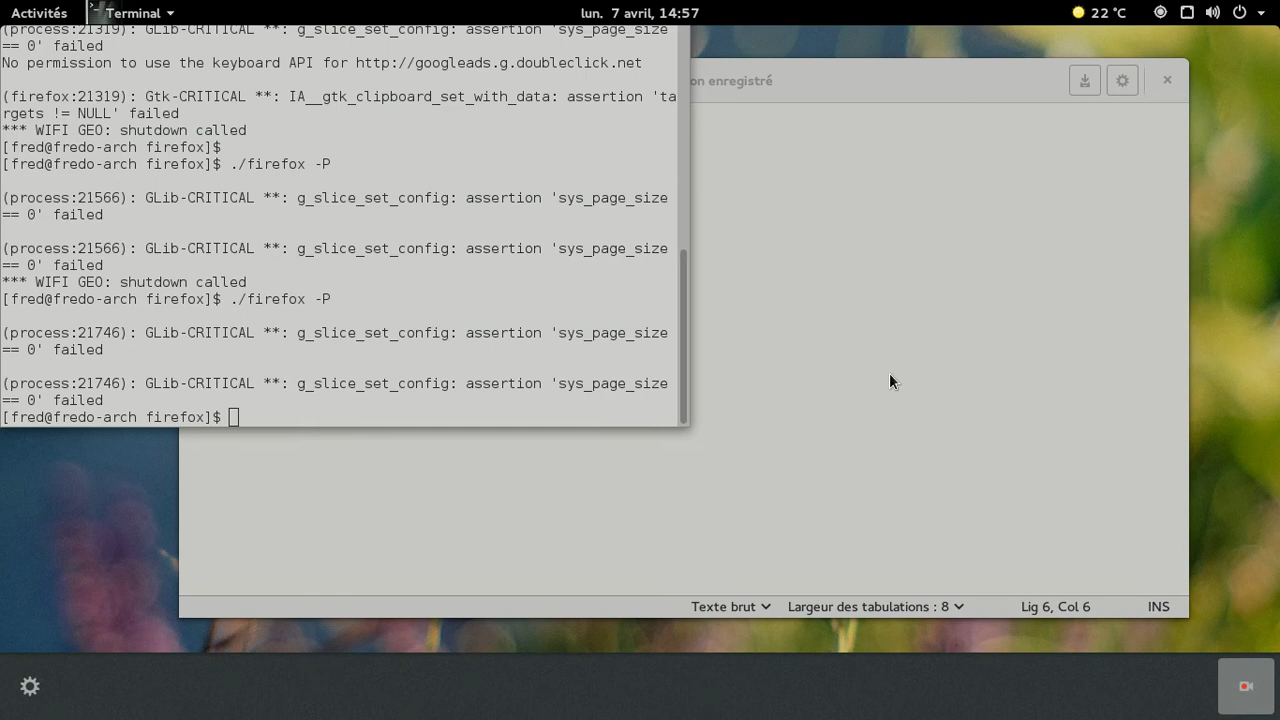 Activités Terminal lun. 7 avril, 14:57 22 °C
(process:21319): GLib-CRITICAL **: g_slice_set_config: assertion 'sys_page_size
== 0' failed
No permission to use the keyboard API for http://googleads.g.doubleclick.net
(firefox:21319): Gtk-CRITICAL **: IA__gtk_clipboard_set_with_data: assertion 'ta
rgets != NULL' failed
*** WIFI GEO: shutdown called
[fred@fredo-arch firefox]$
[fred@fredo-arch firefox]$ ./firefox -P
(process:21566): GLib-CRITICAL **: g_slice_set_config: assertion 'sys_page_size
== 0' failed
(process:21566): GLib-CRITICAL **: g_slice_set_config: assertion 'sys_page_size
== 0' failed
*** WIFI GEO: shutdown called
[fred@fredo-arch firefox]$ ./firefox -P
(process:21746): GLib-CRITICAL **: g_slice_set_config: assertion 'sys_page_size
== 0' failed
(process:21746): GLib-CRITICAL **: g_slice_set_config: assertion 'sys_page_size
== 0' failed
[fred@fredo-arch firefox]$
on enregistré
Texte brut Largeur des tabulations : 8 Lig 6, Col 6 INS